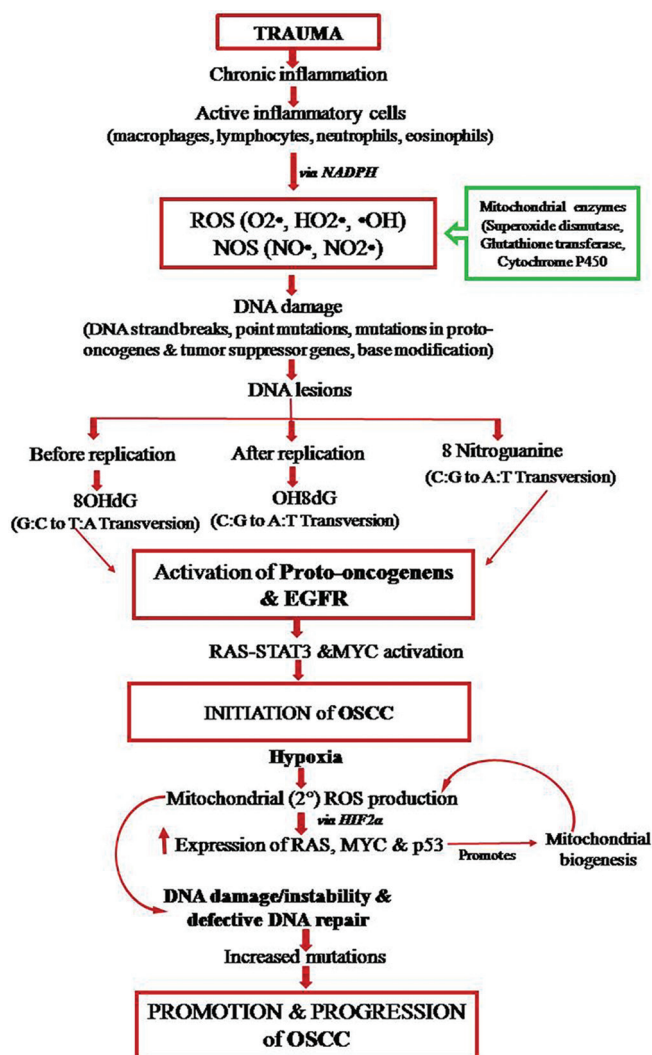 TRAUMA
Chronic inflammation
Active inflammatory cells
(macrophages, lymphocytes, neutrophils, eosinophils)
via NADPH
ROS (O2•, HO2•, •OH)
NOS (NO•, NO2•)
Mitochondrial enzymes
(Superoxide dismutase,
Glutathione transferase,
Cytochrome P450
DNA damage
(DNA strand breaks, point mutations, mutations in proto-
oncogenes & tumor suppressor genes, base modification)
DNA lesions
Before replication
After replication
8 Nitroguanine
(C:G to A:T Transversion)
8OHdG
(G:C to T:A Transversion)
OH8dG
(C:G to A:T Transversion)
Activation of Proto-oncogenens
& EGFR
RAS-STAT3 &MYC activation
INITIATION of OSCC
Hypoxia
Mitochondrial (2°) ROS production
via HIF2α
Expression of RAS, MYC & p53
Promotes
Mitochondrial
biogenesis
DNA damage/instability &
defective DNA repair
Increased mutations
PROMOTION & PROGRESSION
of OSCC